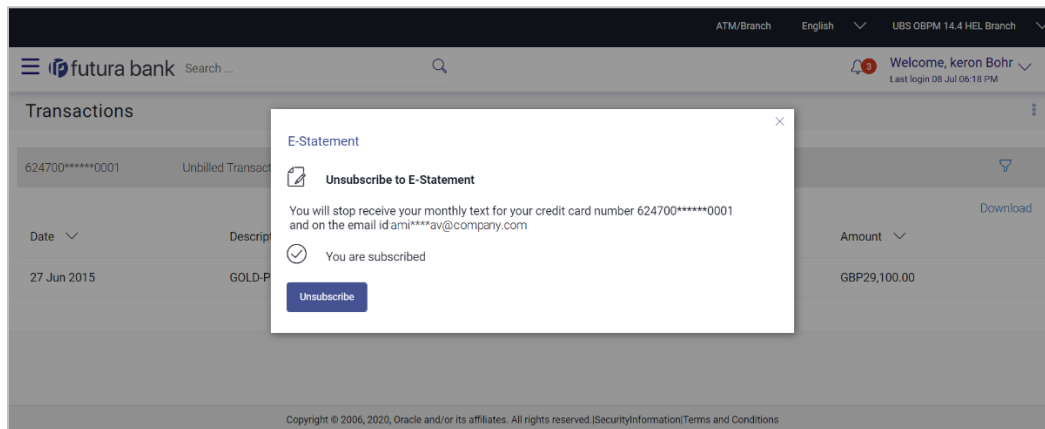 ATM/Branch English UBS OBPM 14.4 HEL Branch
futura bank Search ... 3 Welcome, keron Bohr
Last login 08 Jul 06:18 PM
Transactions
E-Statement
624700******0001 Unbilled Transact
Unsubscribe to E-Statement
You will stop receive your monthly text for your credit card number 624700******0001
and on the email id ami****av@company.com
Download
Date Descript Amount
You are subscribed
27 Jun 2015 GOLD-P GBP29,100.00
Unsubscribe
Copyright © 2006, 2020, Oracle and/or its affiliates. All rights reserved.|SecurityInformation|Terms and Conditions